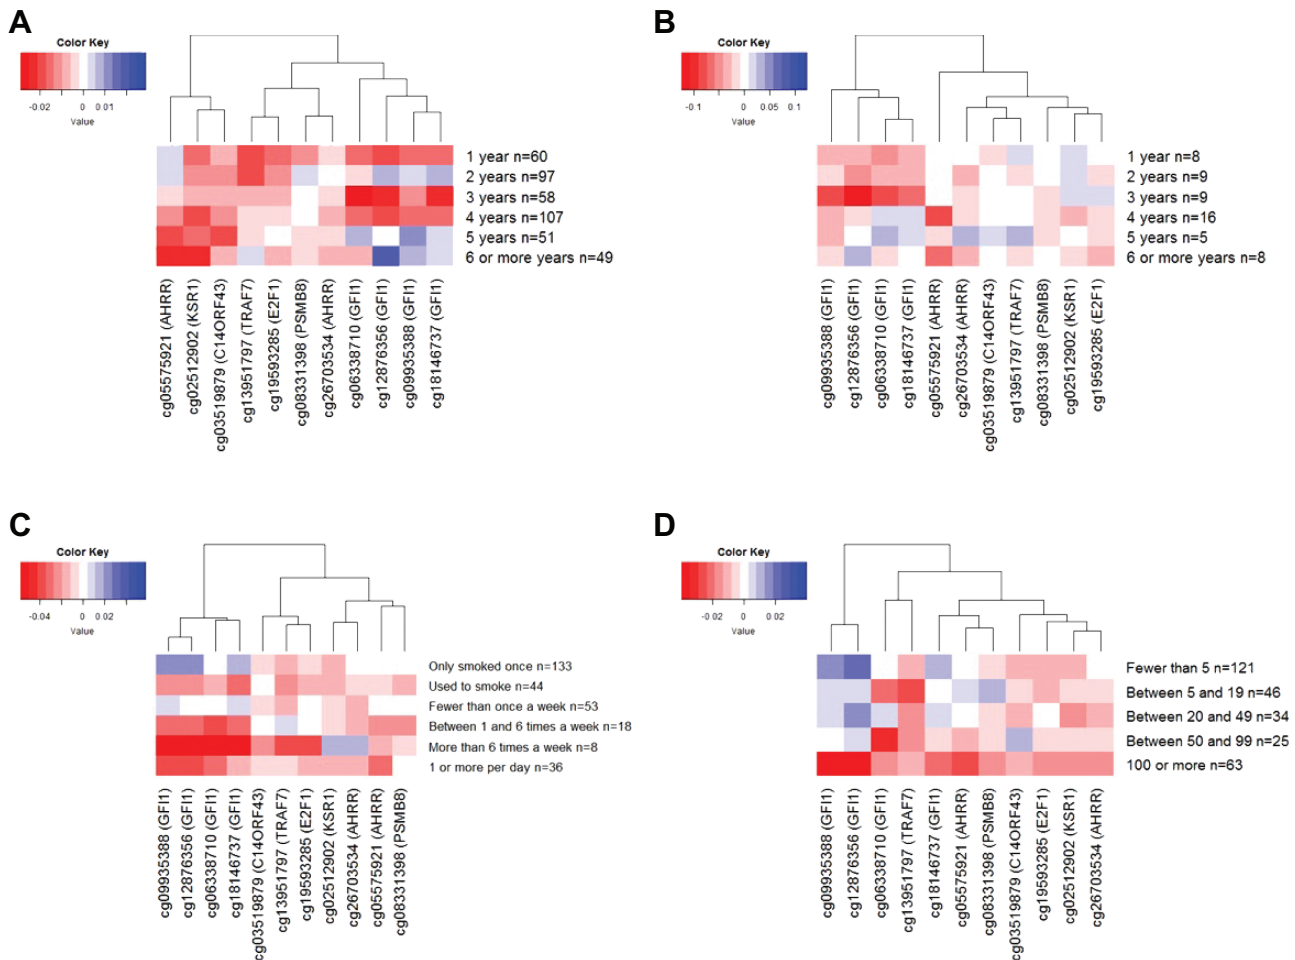 A
Color Key
-0.02 0 0.01
Value
1 year n=60
2 years n=97
3 years n=58
4 years n=107
5 years n=51
6 or more years n=49
cg05575921 (AHRR)
cg02512902 (KSR1)
cg03519879 (C14ORF43)
cg13951797 (TRAF7)
cg19593285 (E2F1)
cg08331398 (PSMB8)
cg26703534 (AHRR)
cg06338710 (GFI1)
cg12876356 (GFI1)
cg09935388 (GFI1)
cg18146737 (GFI1)
B
Color Key
-0.1 0 0.05 0.1
Value
1 year n=8
2 years n=9
3 years n=9
4 years n=16
5 years n=5
6 or more years n=8
cg09935388 (GFI1)
cg12876356 (GFI1)
cg06338710 (GFI1)
cg18146737 (GFI1)
cg05575921 (AHRR)
cg26703534 (AHRR)
cg03519879 (C14ORF43)
cg13951797 (TRAF7)
cg08331398 (PSMB8)
cg02512902 (KSR1)
cg19593285 (E2F1)
C
Color Key
-0.04 0 0.02
Value
Only smoked once n=133
Used to smoke n=44
Fewer than once a week n=53
Between 1 and 6 times a week n=18
More than 6 times a week n=8
1 or more per day n=36
cg09935388 (GFI1)
cg12876356 (GFI1)
cg06338710 (GFI1)
cg18146737 (GFI1)
cg03519879 (C14ORF43)
cg13951797 (TRAF7)
cg19593285 (E2F1)
cg02512902 (KSR1)
cg26703534 (AHRR)
cg05575921 (AHRR)
cg08331398 (PSMB8)
D
Color Key
-0.02 0 0.02
Value
Fewer than 5 n=121
Between 5 and 19 n=46
Between 20 and 49 n=34
Between 50 and 99 n=25
100 or more n=63
cg09935388 (GFI1)
cg12876356 (GFI1)
cg06338710 (GFI1)
cg13951797 (TRAF7)
cg18146737 (GFI1)
cg05575921 (AHRR)
cg08331398 (PSMB8)
cg03519879 (C14ORF43)
cg19593285 (E2F1)
cg02512902 (KSR1)
cg26703534 (AHRR)